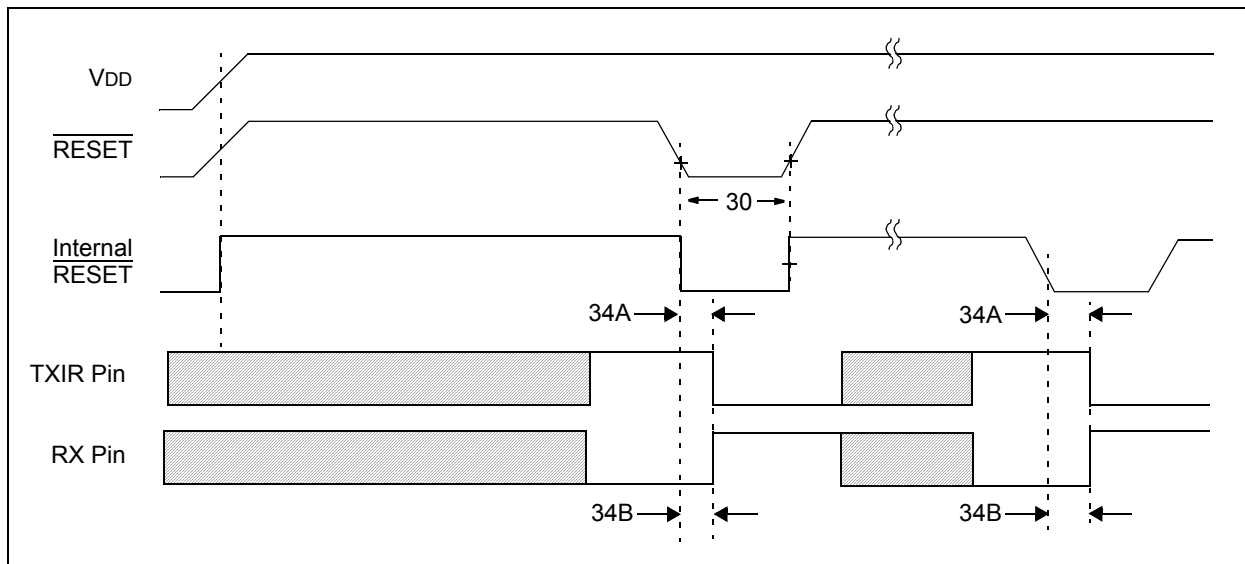 VDD
RESET
30
Internal
RESET
34A
34A
TXIR Pin
RX Pin
34B
34B